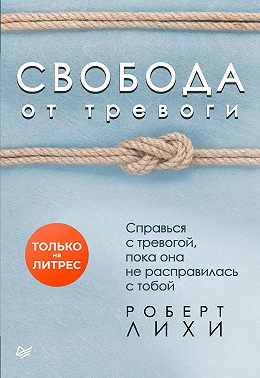 СВОБОДА
от тревоги
ТОЛЬКО
на
ЛИТРЕС
Справься
с тревогой,
пока она
не расправилась
с тобой
РОБЕРТ
ЛИХИ